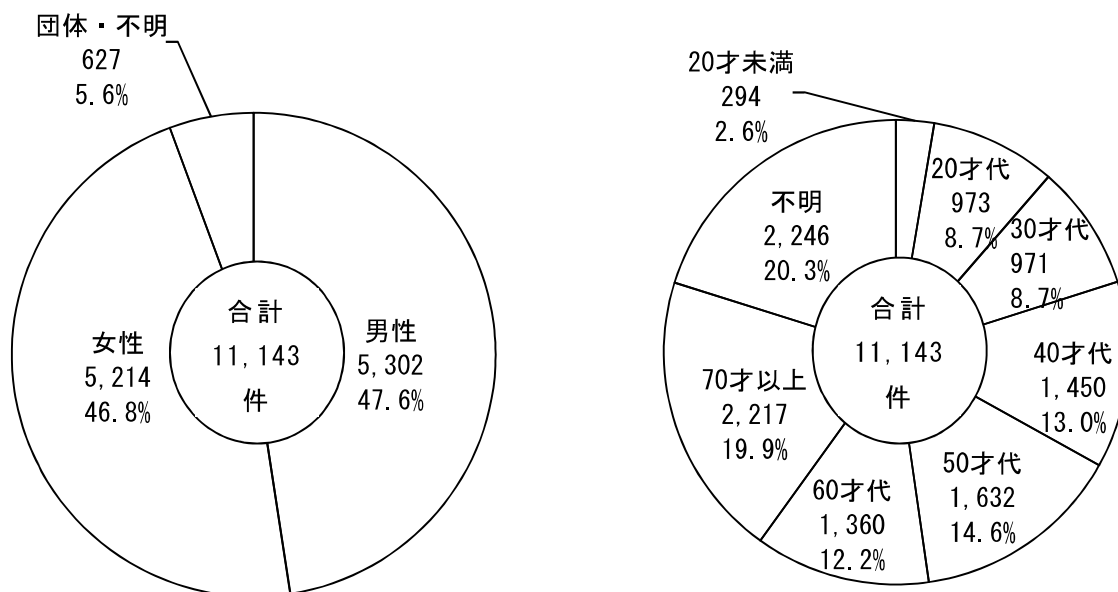 団体・不明
627
5.6%
女性
5,214
46.8%
合計
11,143
件
男性
5,302
47.6%
20才未満
294
2.6%
20才代
973
8.7%
30才代
971
8.7%
40才代
1,450
13.0%
50才代
1,632
14.6%
60才代
1,360
12.2%
70才以上
2,217
19.9%
不明
2,246
20.3%
合計
11,143
件